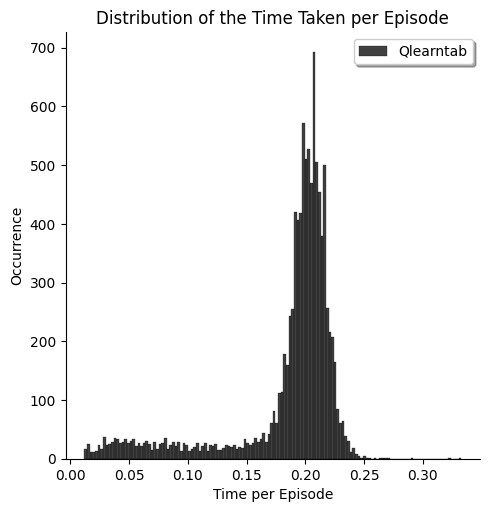 Distribution of the Time Taken per Episode
Qlearntab
700
600
500
400
300
200
100
0
Occurrence
0.00 0.05 0.10 0.15 0.20 0.25 0.30
Time per Episode